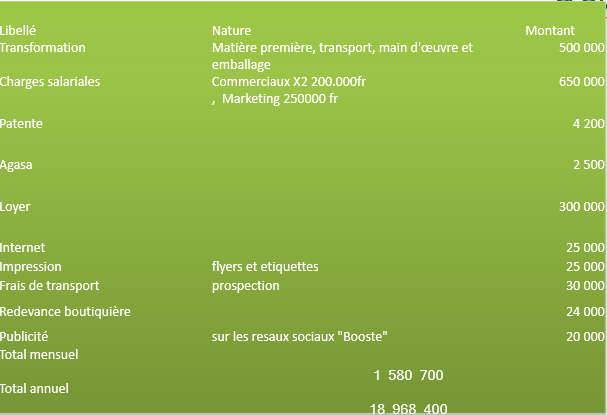 Libellé Nature Montant
Transformation Matière première, transport, main d'œuvre et 500 000
emballage
Charges salariales Commerciaux X2 200.000fr 650 000
, Marketing 250000 fr
Patente 4 200
Agasa 2 500
Loyer 300 000
Internet 25 000
Impression flyers et etiquettes 25 000
Frais de transport prospection 30 000
Redevance boutiquière 24 000
Publicité sur les resaux sociaux "Booste" 20 000
Total mensuel
1 580 700
Total annuel
18 968 400